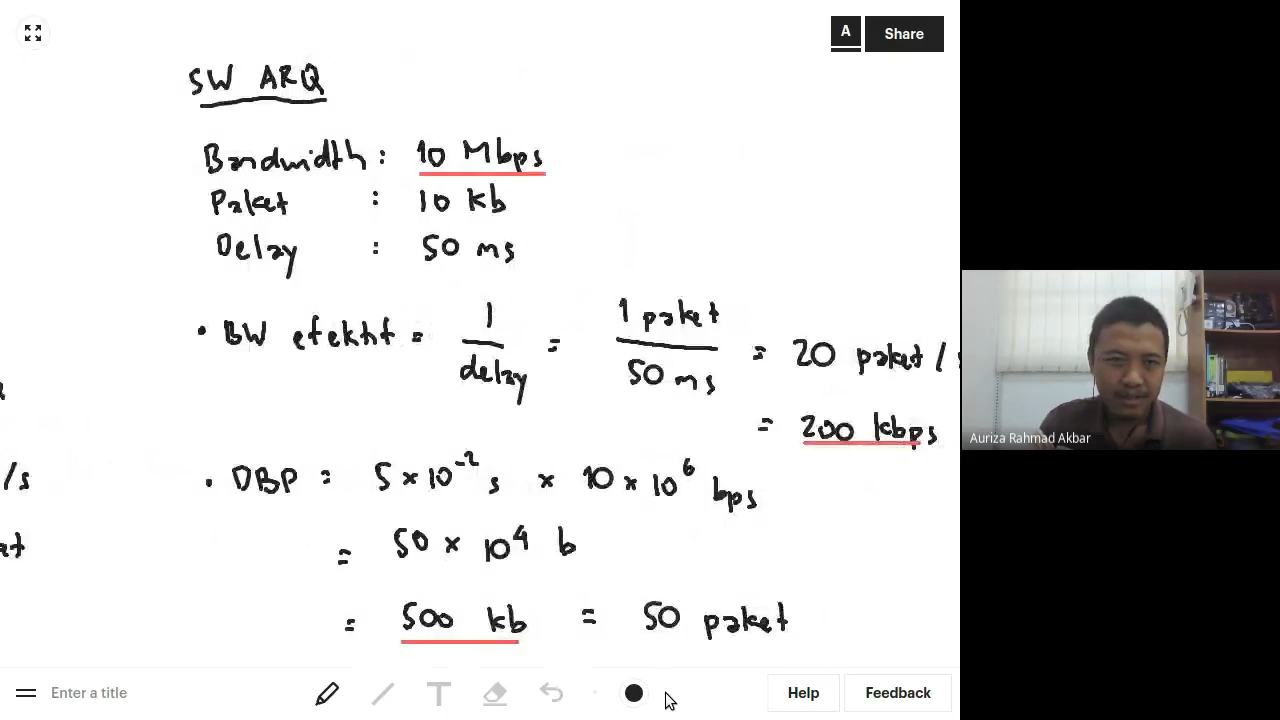 A
Share
SW ARQ
Bandwidth : 10 Mbps
Paket : 10 kb
Delay : 50 ms
• BW efektif = 1/delay = 1 paket/50 ms = 20 paket /
= 200 kbps
/s
• DBP = 5 × 10⁻² s × 10 × 10⁶ bps
= 50 × 10⁴ b
= 500 kb = 50 paket
Auriza Rahmad Akbar
Enter a title
T
Help
Feedback